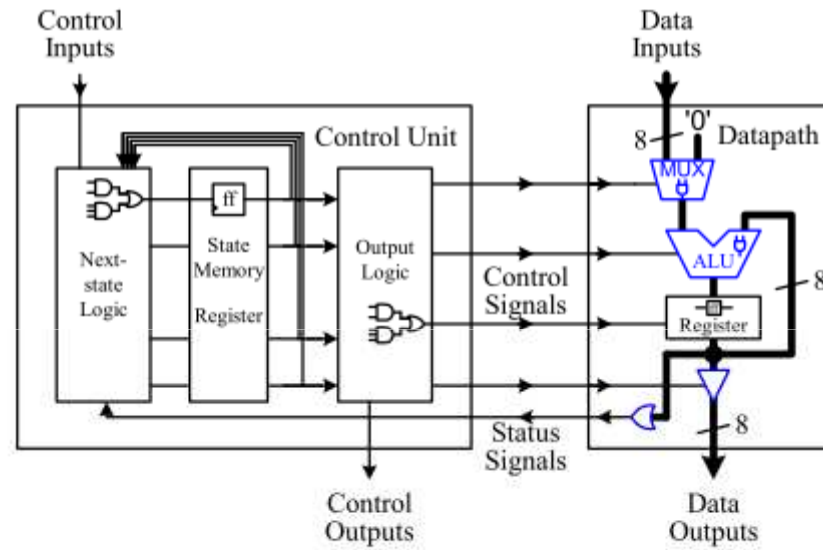 Control
Inputs
Data
Inputs
Control Unit
8
'0'
Datapath
MUX
ff
Next-
state
Logic
State
Memory
Register
Output
Logic
ALU
Control
Signals
8
Register
Status
Signals
8
Control
Outputs
Data
Outputs